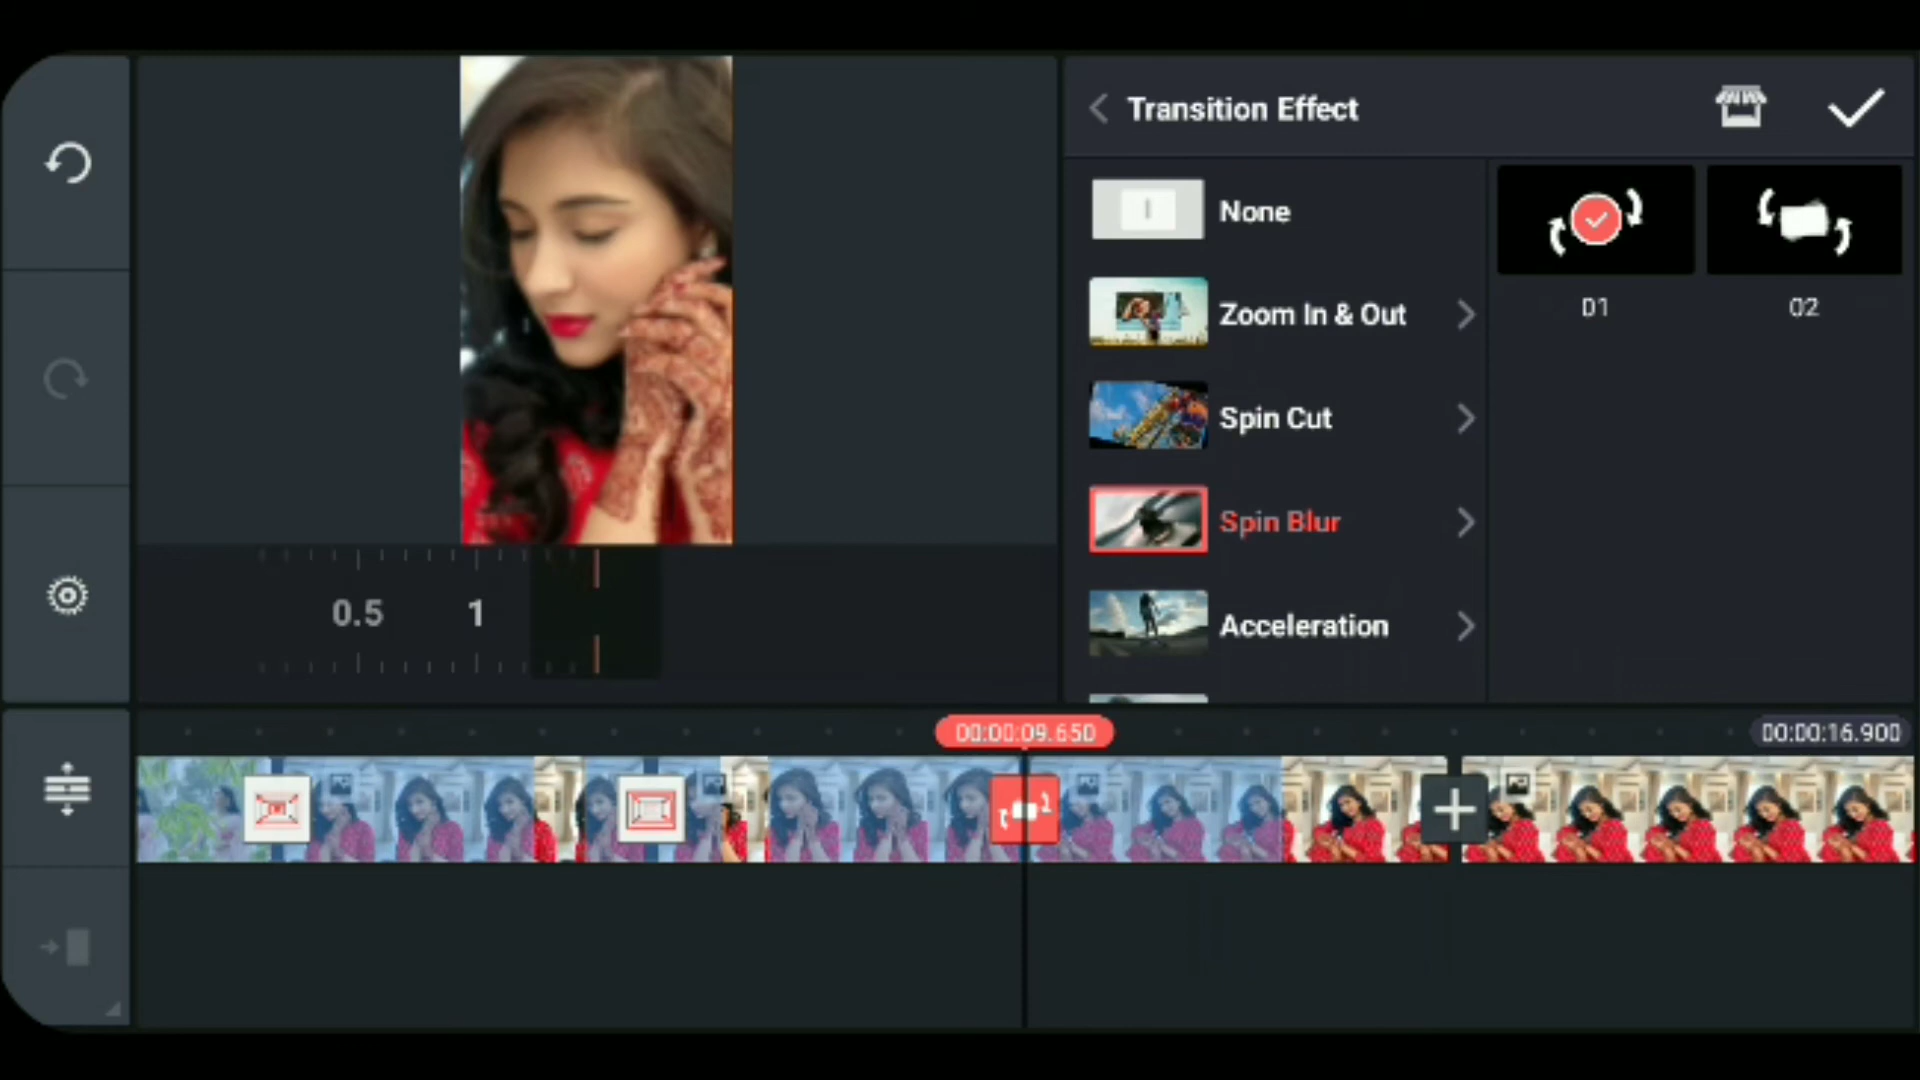 Transition Effect
None
Zoom In & Out
Spin Cut
Spin Blur
Acceleration
01
02
0.5
1
00:00:09.650
00:00:16.900